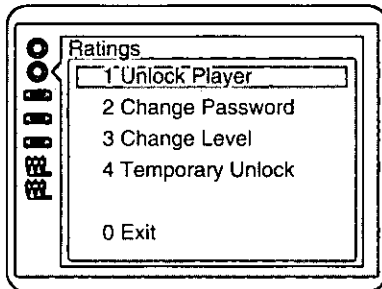 Ratings
1 Unlock Player
2 Change Password
3 Change Level
4 Temporary Unlock
0 Exit